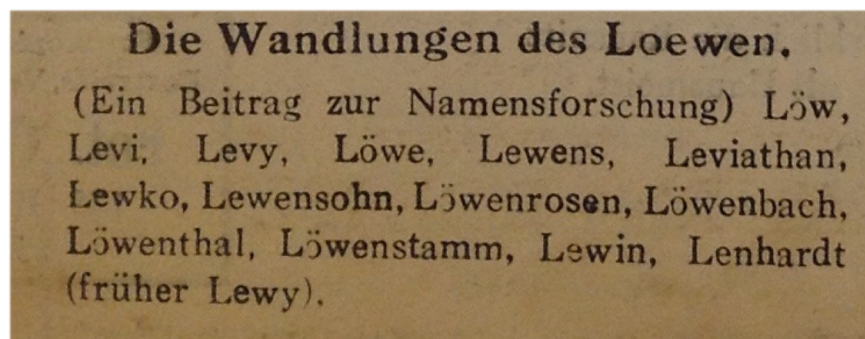 Die Wandlungen des Loewen.
(Ein Beitrag zur Namensforschung) Löw,
Levi, Levy, Löwe, Lewens, Leviathan,
Lewko, Lewensohn, Löwenrosen, Löwenbach,
Löwenthal, Löwenstamm, Lewin, Lenhardt
(früher Lewy).